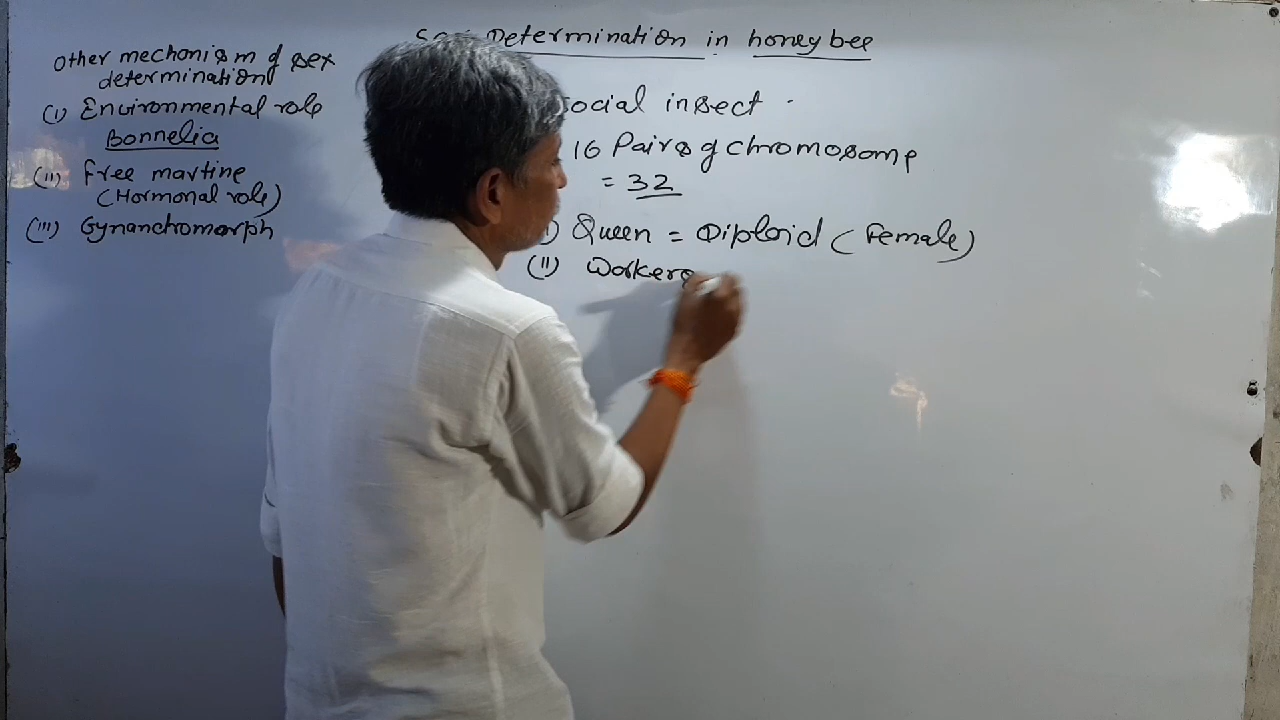 Other mechanism of sex
determination
(i) Environmental role
Bonnelia
(ii) Free martine
(Hormonal role)
(iii) Gynanchomorph
Determination in honey bee
Social insect
16 Pairs of chromosome
= 32
Queen = Diploid (Female)
(ii) Workers